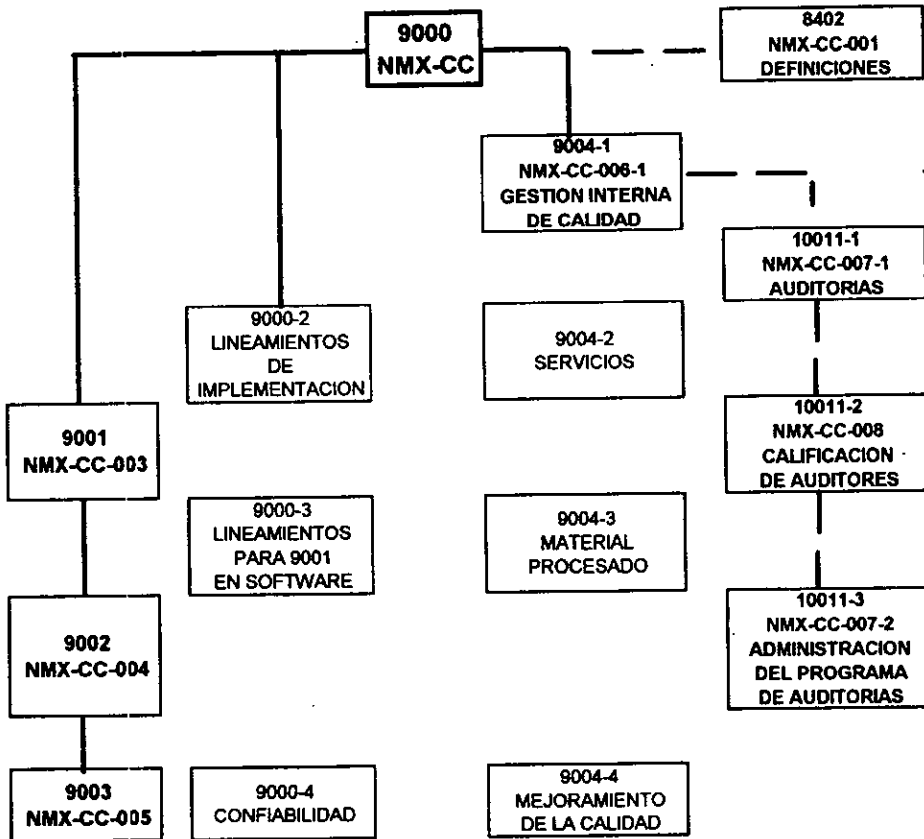 9000
NMX-CC
8402
NMX-CC-001
DEFINICIONES
9004-1
NMX-CC-006-1
GESTION INTERNA
DE CALIDAD
10011-1
NMX-CC-007-1
AUDITORIAS
9000-2
LINEAMIENTOS
DE
IMPLEMENTACION
9004-2
SERVICIOS
9001
NMX-CC-003
10011-2
NMX-CC-008
CALIFICACION
DE AUDITORES
9000-3
LINEAMIENTOS
PARA 9001
EN SOFTWARE
9004-3
MATERIAL
PROCESADO
9002
NMX-CC-004
10011-3
NMX-CC-007-2
ADMINISTRACION
DEL PROGRAMA
DE AUDITORIAS
9003
NMX-CC-005
9000-4
CONFIABILIDAD
9004-4
MEJORAMIENTO
DE LA CALIDAD